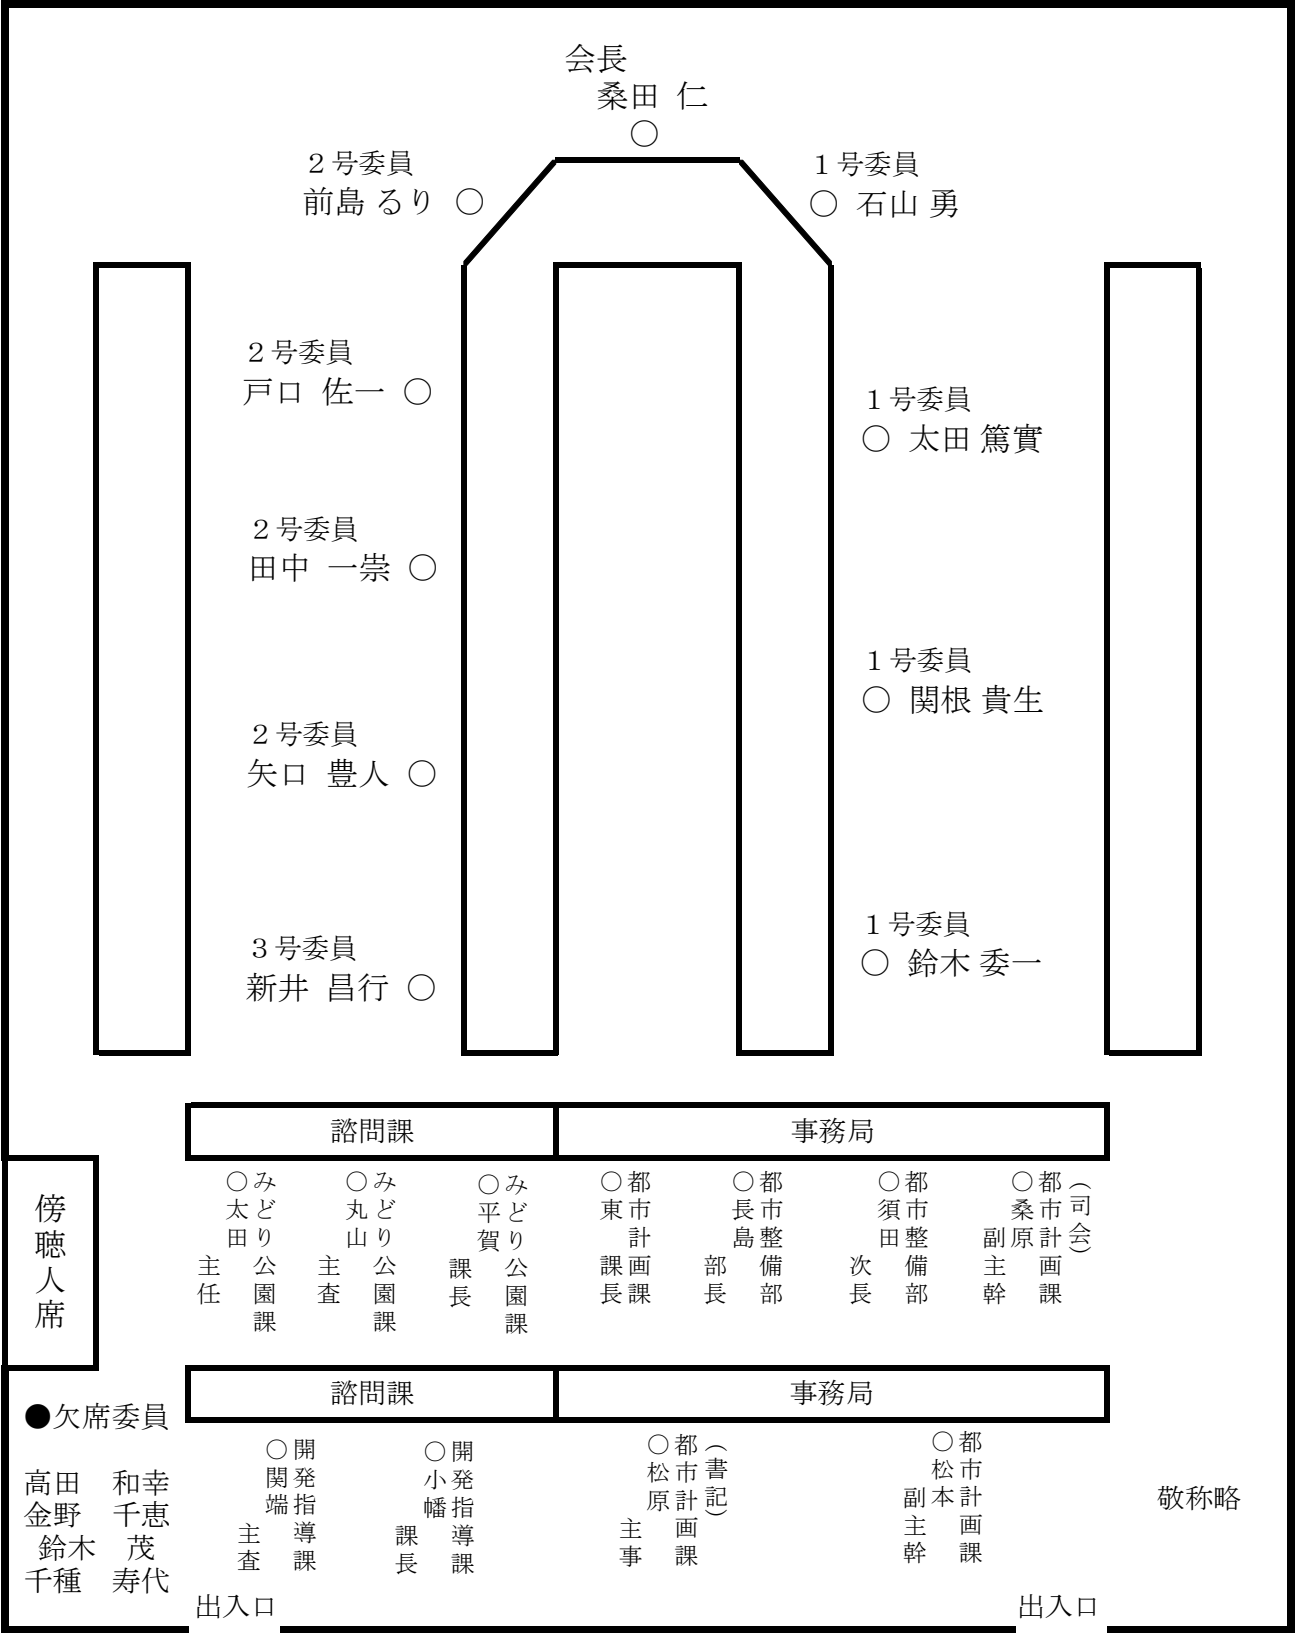 会長
桑田 仁
○
２号委員
前島 るり ○
１号委員
○ 石山 勇
２号委員
戸口 佐一 ○
１号委員
○ 太田 篤實
２号委員
田中 一崇 ○
１号委員
○ 関根 貴生
２号委員
矢口 豊人 ○
１号委員
○ 鈴木 委一
３号委員
新井 昌行 ○
諮問課
事務局
傍聴人席
みどり公園課
○太田
主任
みどり公園課
○丸山
主査
みどり公園課
○平賀
課長
都市計画課
○東 課長
都市整備部
○長島
部長
都市整備部
○須田
次長
（司会）
都市計画課
○桑原
副主幹
諮問課
事務局
開発指導課
○関端
主査
開発指導課
○小幡
課長
（書記）
都市計画課
○松原
主事
都市計画課
○松本
副主幹
●欠席委員
高田 和幸
金野 千恵
鈴木 茂
千種 寿代
敬称略
出入口
出入口